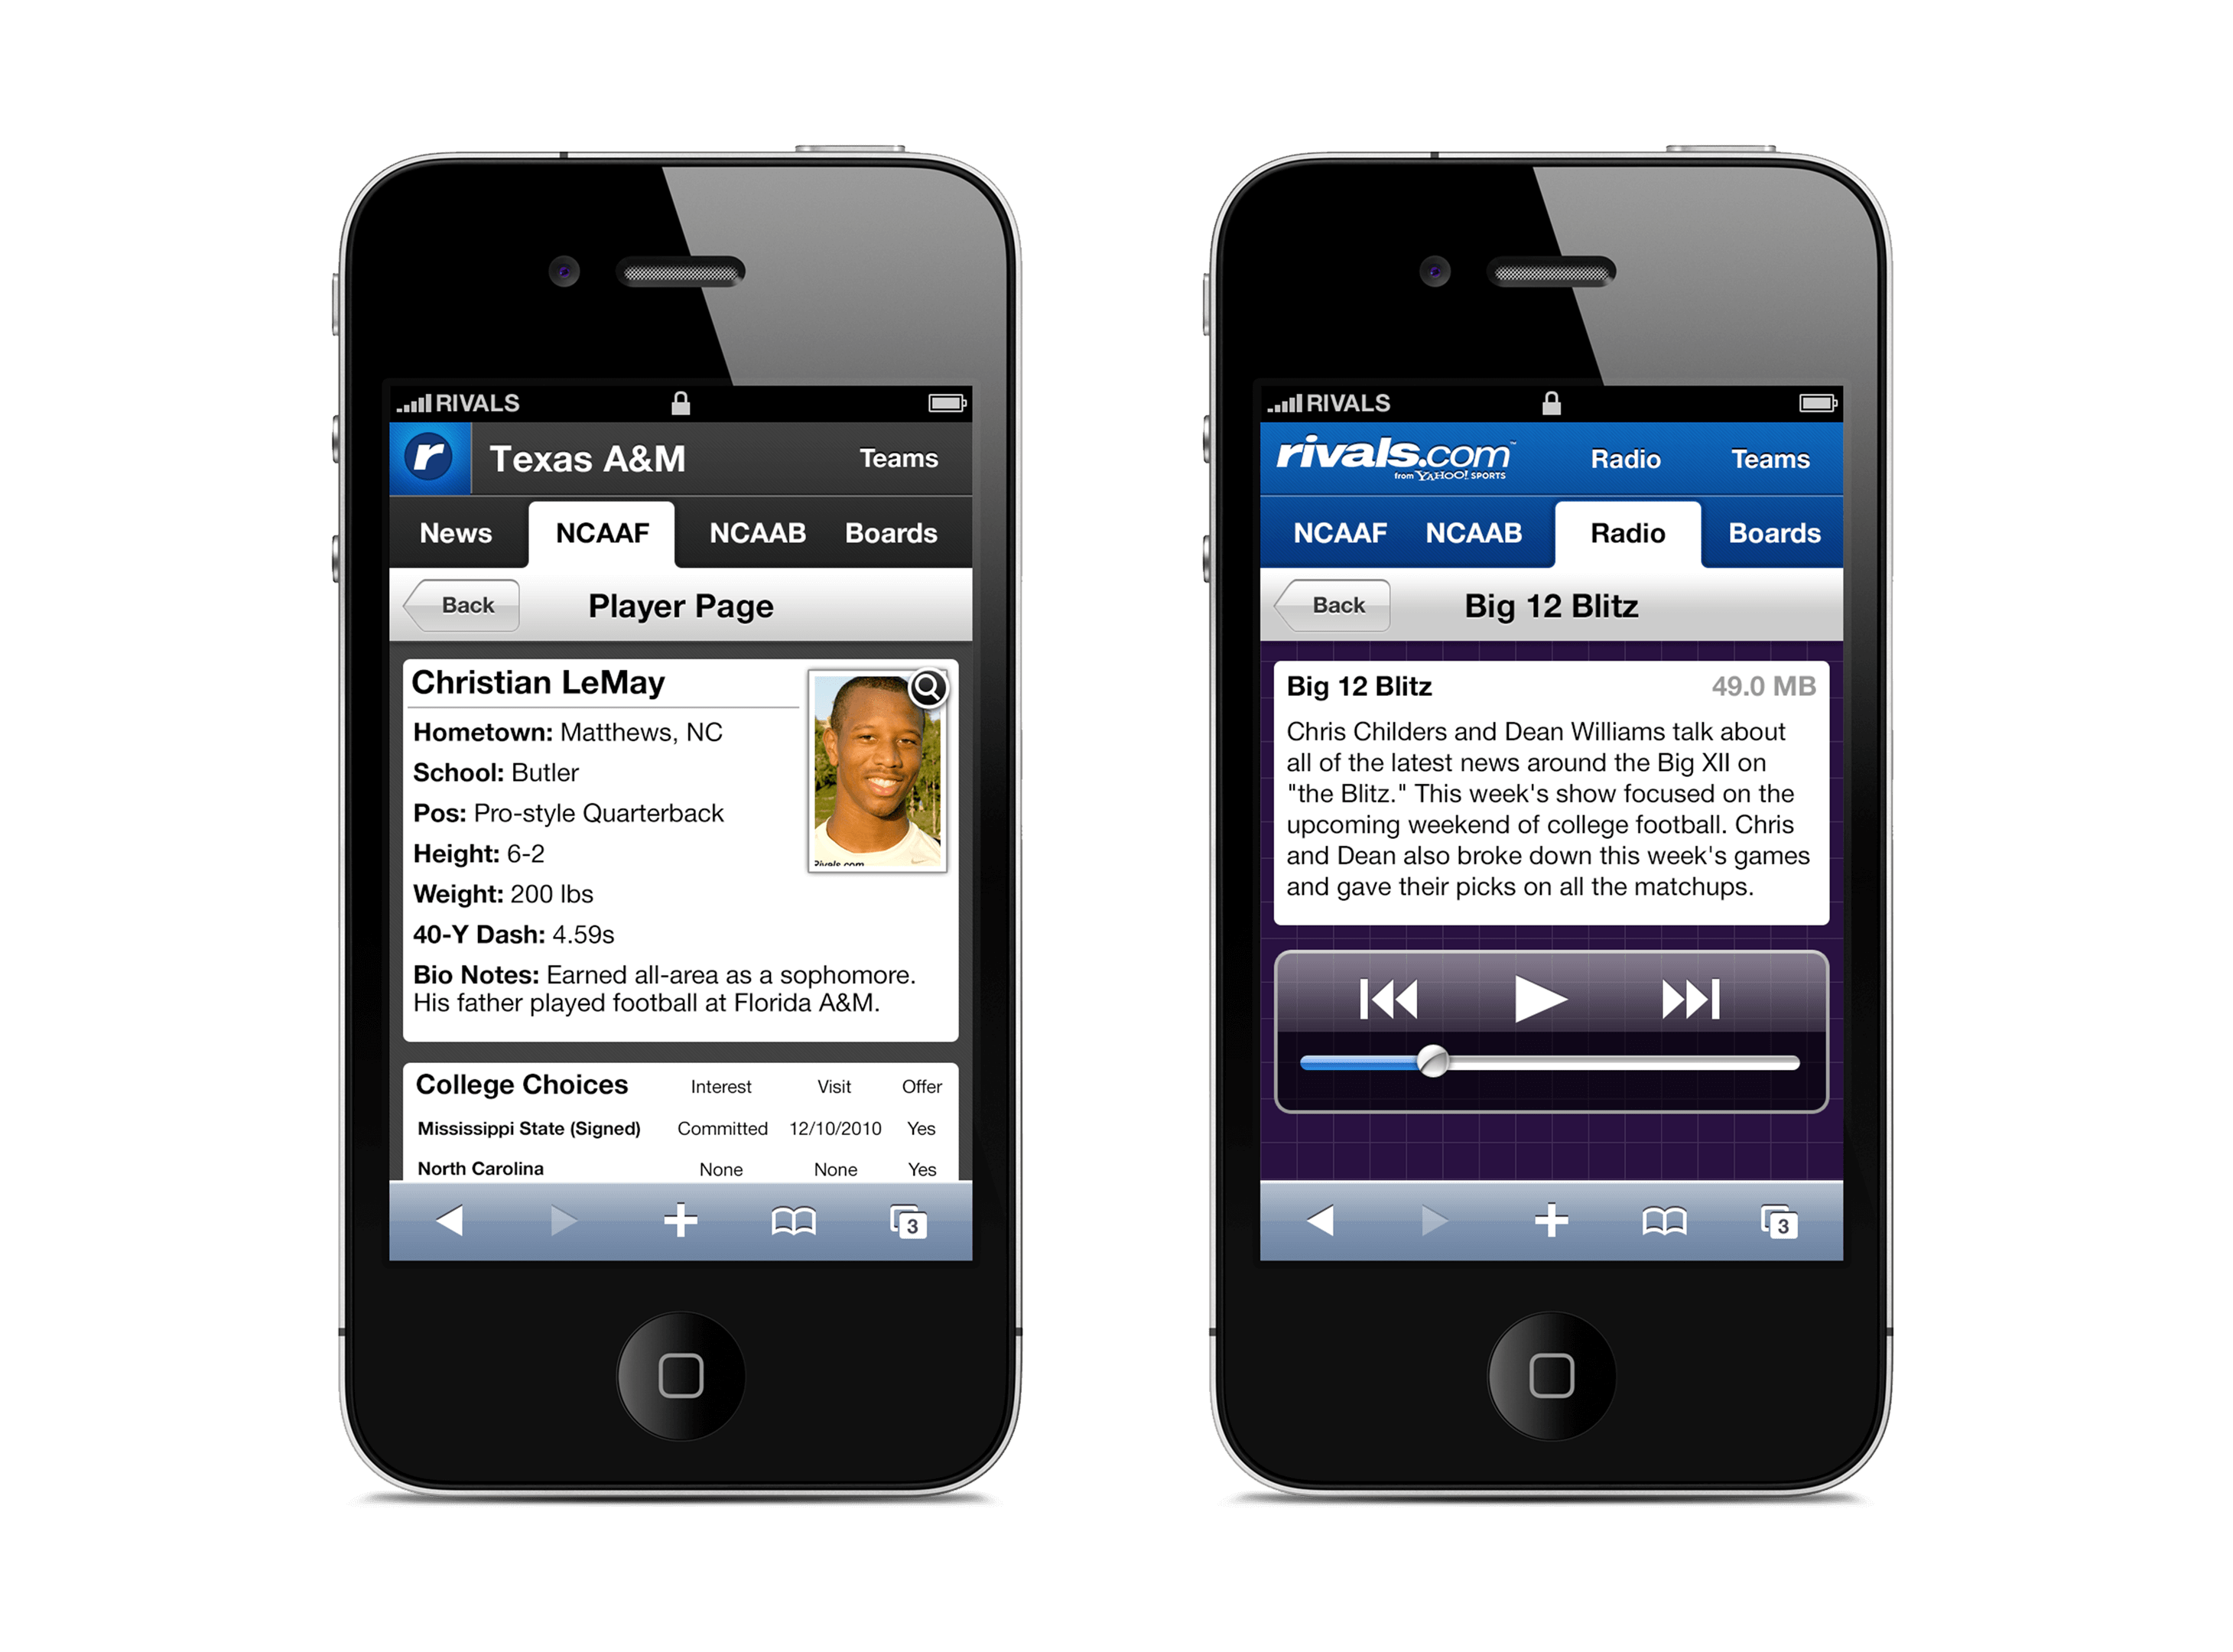 RIVALS
r
Texas A&M
Teams
News
NCAAF
NCAAB
Boards
Back
Player Page
Christian LeMay
Hometown: Matthews, NC
School: Butler
Pos: Pro-style Quarterback
Height: 6-2
Weight: 200 lbs
40-Y Dash: 4.59s
Bio Notes: Earned all-area as a sophomore.
His father played football at Florida A&M.
Rivals.com
College Choices Interest Visit Offer
Mississippi State (Signed) Committed 12/10/2010 Yes
North Carolina None None Yes
3
RIVALS
rivals.com™
from YAHOO! SPORTS
Radio
Teams
NCAAF
NCAAB
Radio
Boards
Back
Big 12 Blitz
Big 12 Blitz 49.0 MB
Chris Childers and Dean Williams talk about
all of the latest news around the Big XII on
"the Blitz." This week's show focused on the
upcoming weekend of college football. Chris
and Dean also broke down this week's games
and gave their picks on all the matchups.
3